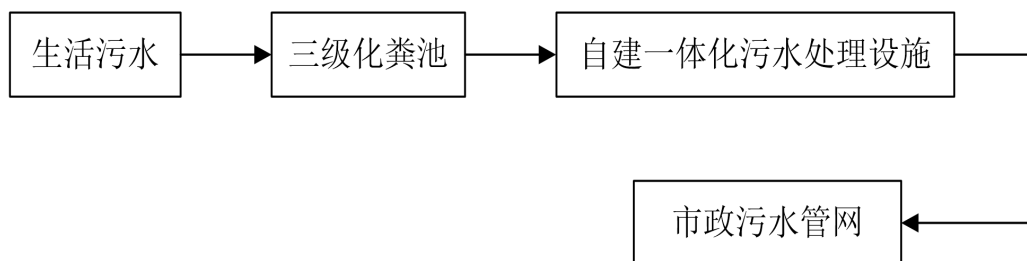 生活污水
三级化粪池
自建一体化污水处理设施
市政污水管网